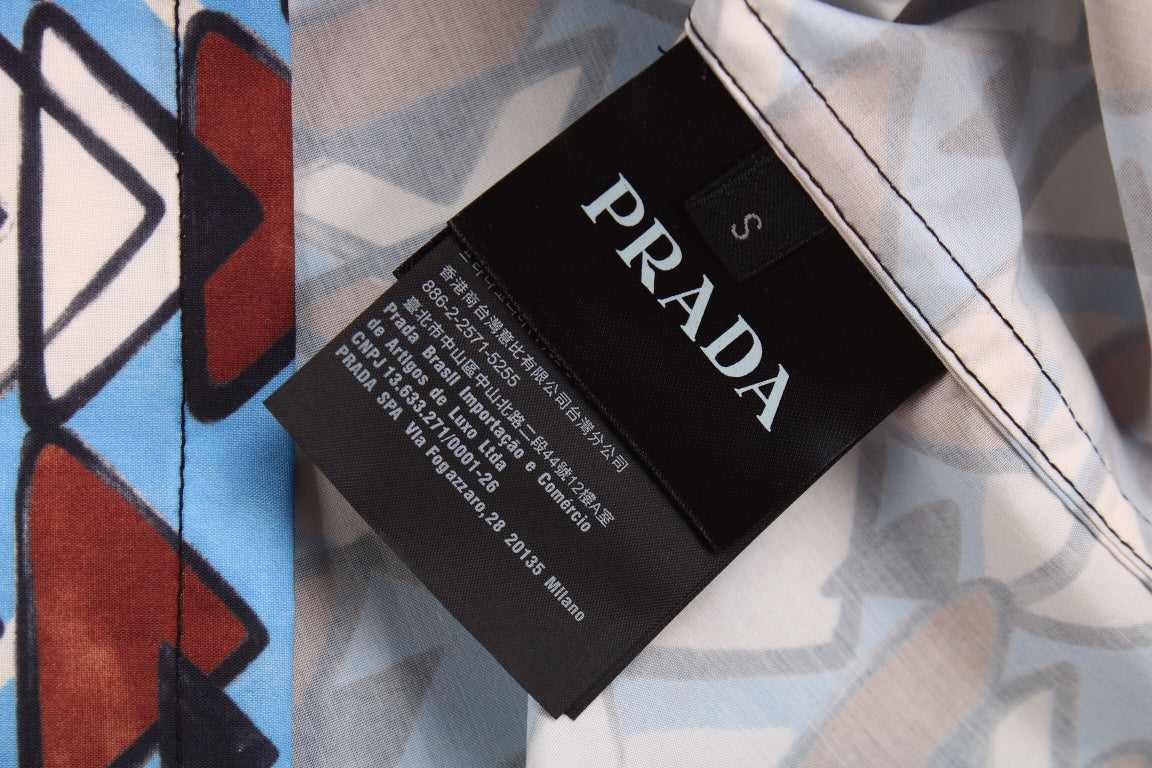 PRADA
S
香港商台灣意比有限公司台灣分公司
886-2-2571-5255
臺北市中山區中山北路二段44號12樓A室
Prada Brasil Importação e Comércio
de Artigos de Luxo Ltda
CNPJ 13.633.271/0001-26
PRADA SPA Via Fogazzaro,28 20135 Milano